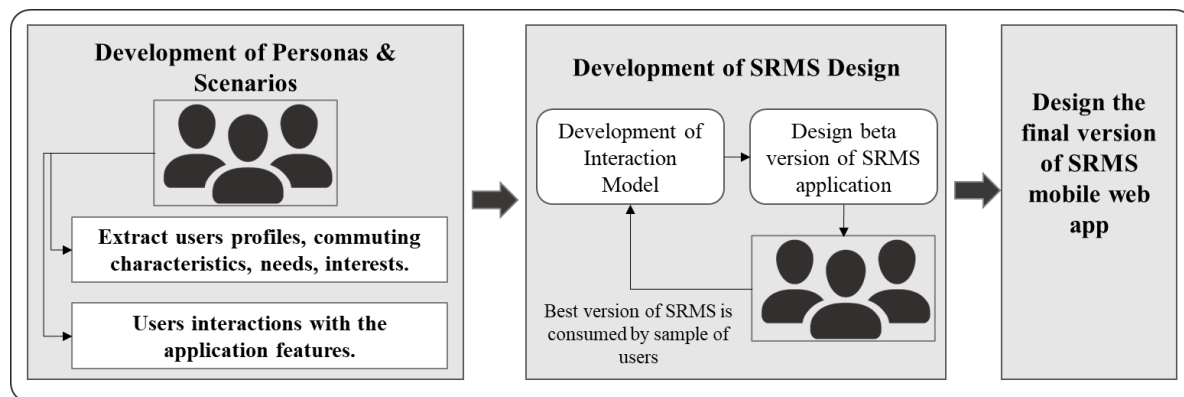 Development of Personas &
Scenarios
Extract users profiles, commuting
characteristics, needs, interests.
Users interactions with the
application features.
Development of SRMS Design
Development of
Interaction
Model
Design beta
version of SRMS
application
Best version of SRMS is
consumed by sample of
users
Design the
final version
of SRMS
mobile web
app